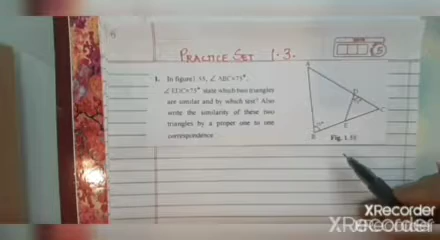 PRACTICE SET 1.3.
1. In figure1.55, ∠ ABC=75°,
∠ EDC=75° state which two triangles
are similar and by which test? Also
write the similarity of these two
triangles by a proper one to one
correspondence
A
D
C
E
B
Fig. 1.55
XRecorder
XRecorder